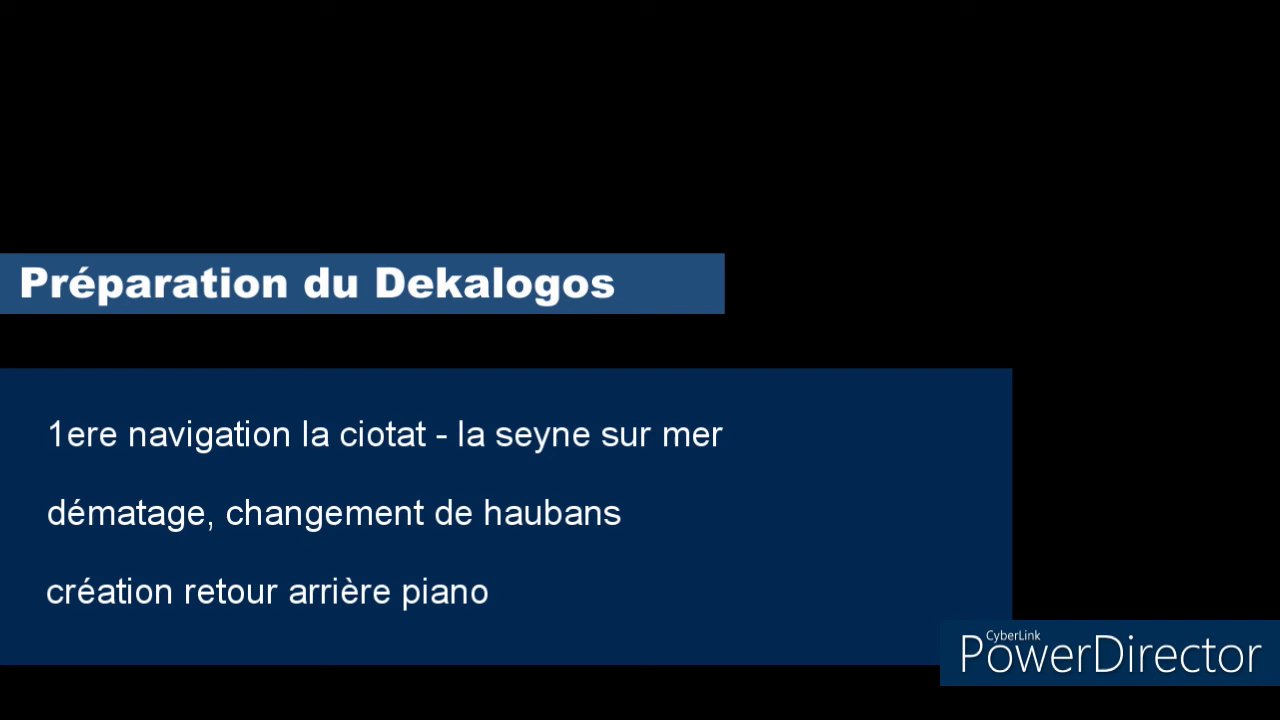 Préparation du Dekalogos
1ere navigation la ciotat - la seyne sur mer
dématage, changement de haubans
création retour arrière piano
CyberLink
PowerDirector